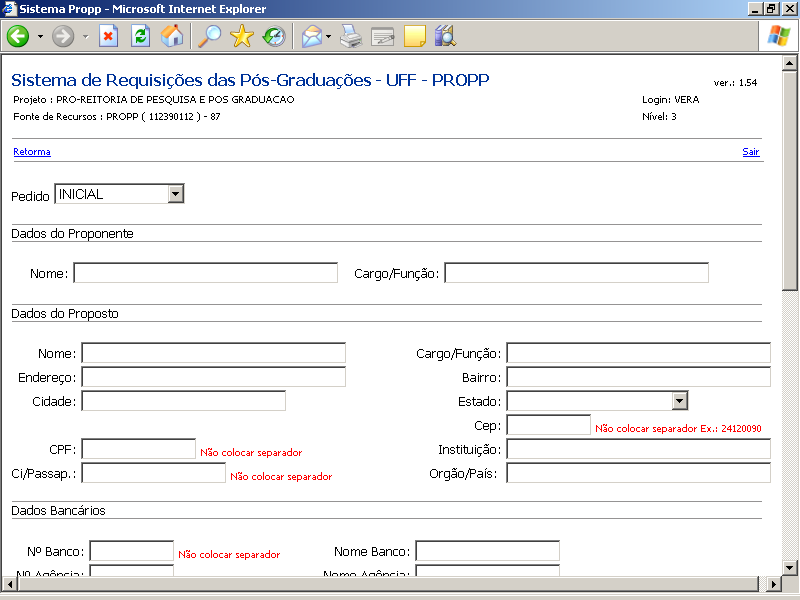 Sistema Propp - Microsoft Internet Explorer
Sistema de Requisições das Pós-Graduações - UFF - PROPP
ver.: 1.54
Projeto : PRO-REITORIA DE PESQUISA E POS GRADUACAO
Login: VERA
Fonte de Recursos : PROPP ( 112390112 ) - 87
Nível: 3
Retorma
Sair
Pedido INICIAL
Dados do Proponente
Nome: Cargo/Função:
Dados do Proposto
Nome: Cargo/Função:
Endereço: Bairro:
Cidade: Estado:
Cep: Não colocar separador Ex.: 24120090
CPF: Não colocar separador Instituição:
Ci/Passap.: Não colocar separador Orgão/País:
Dados Bancários
Nº Banco: Não colocar separador Nome Banco:
Nº Agência: Nome Agência: